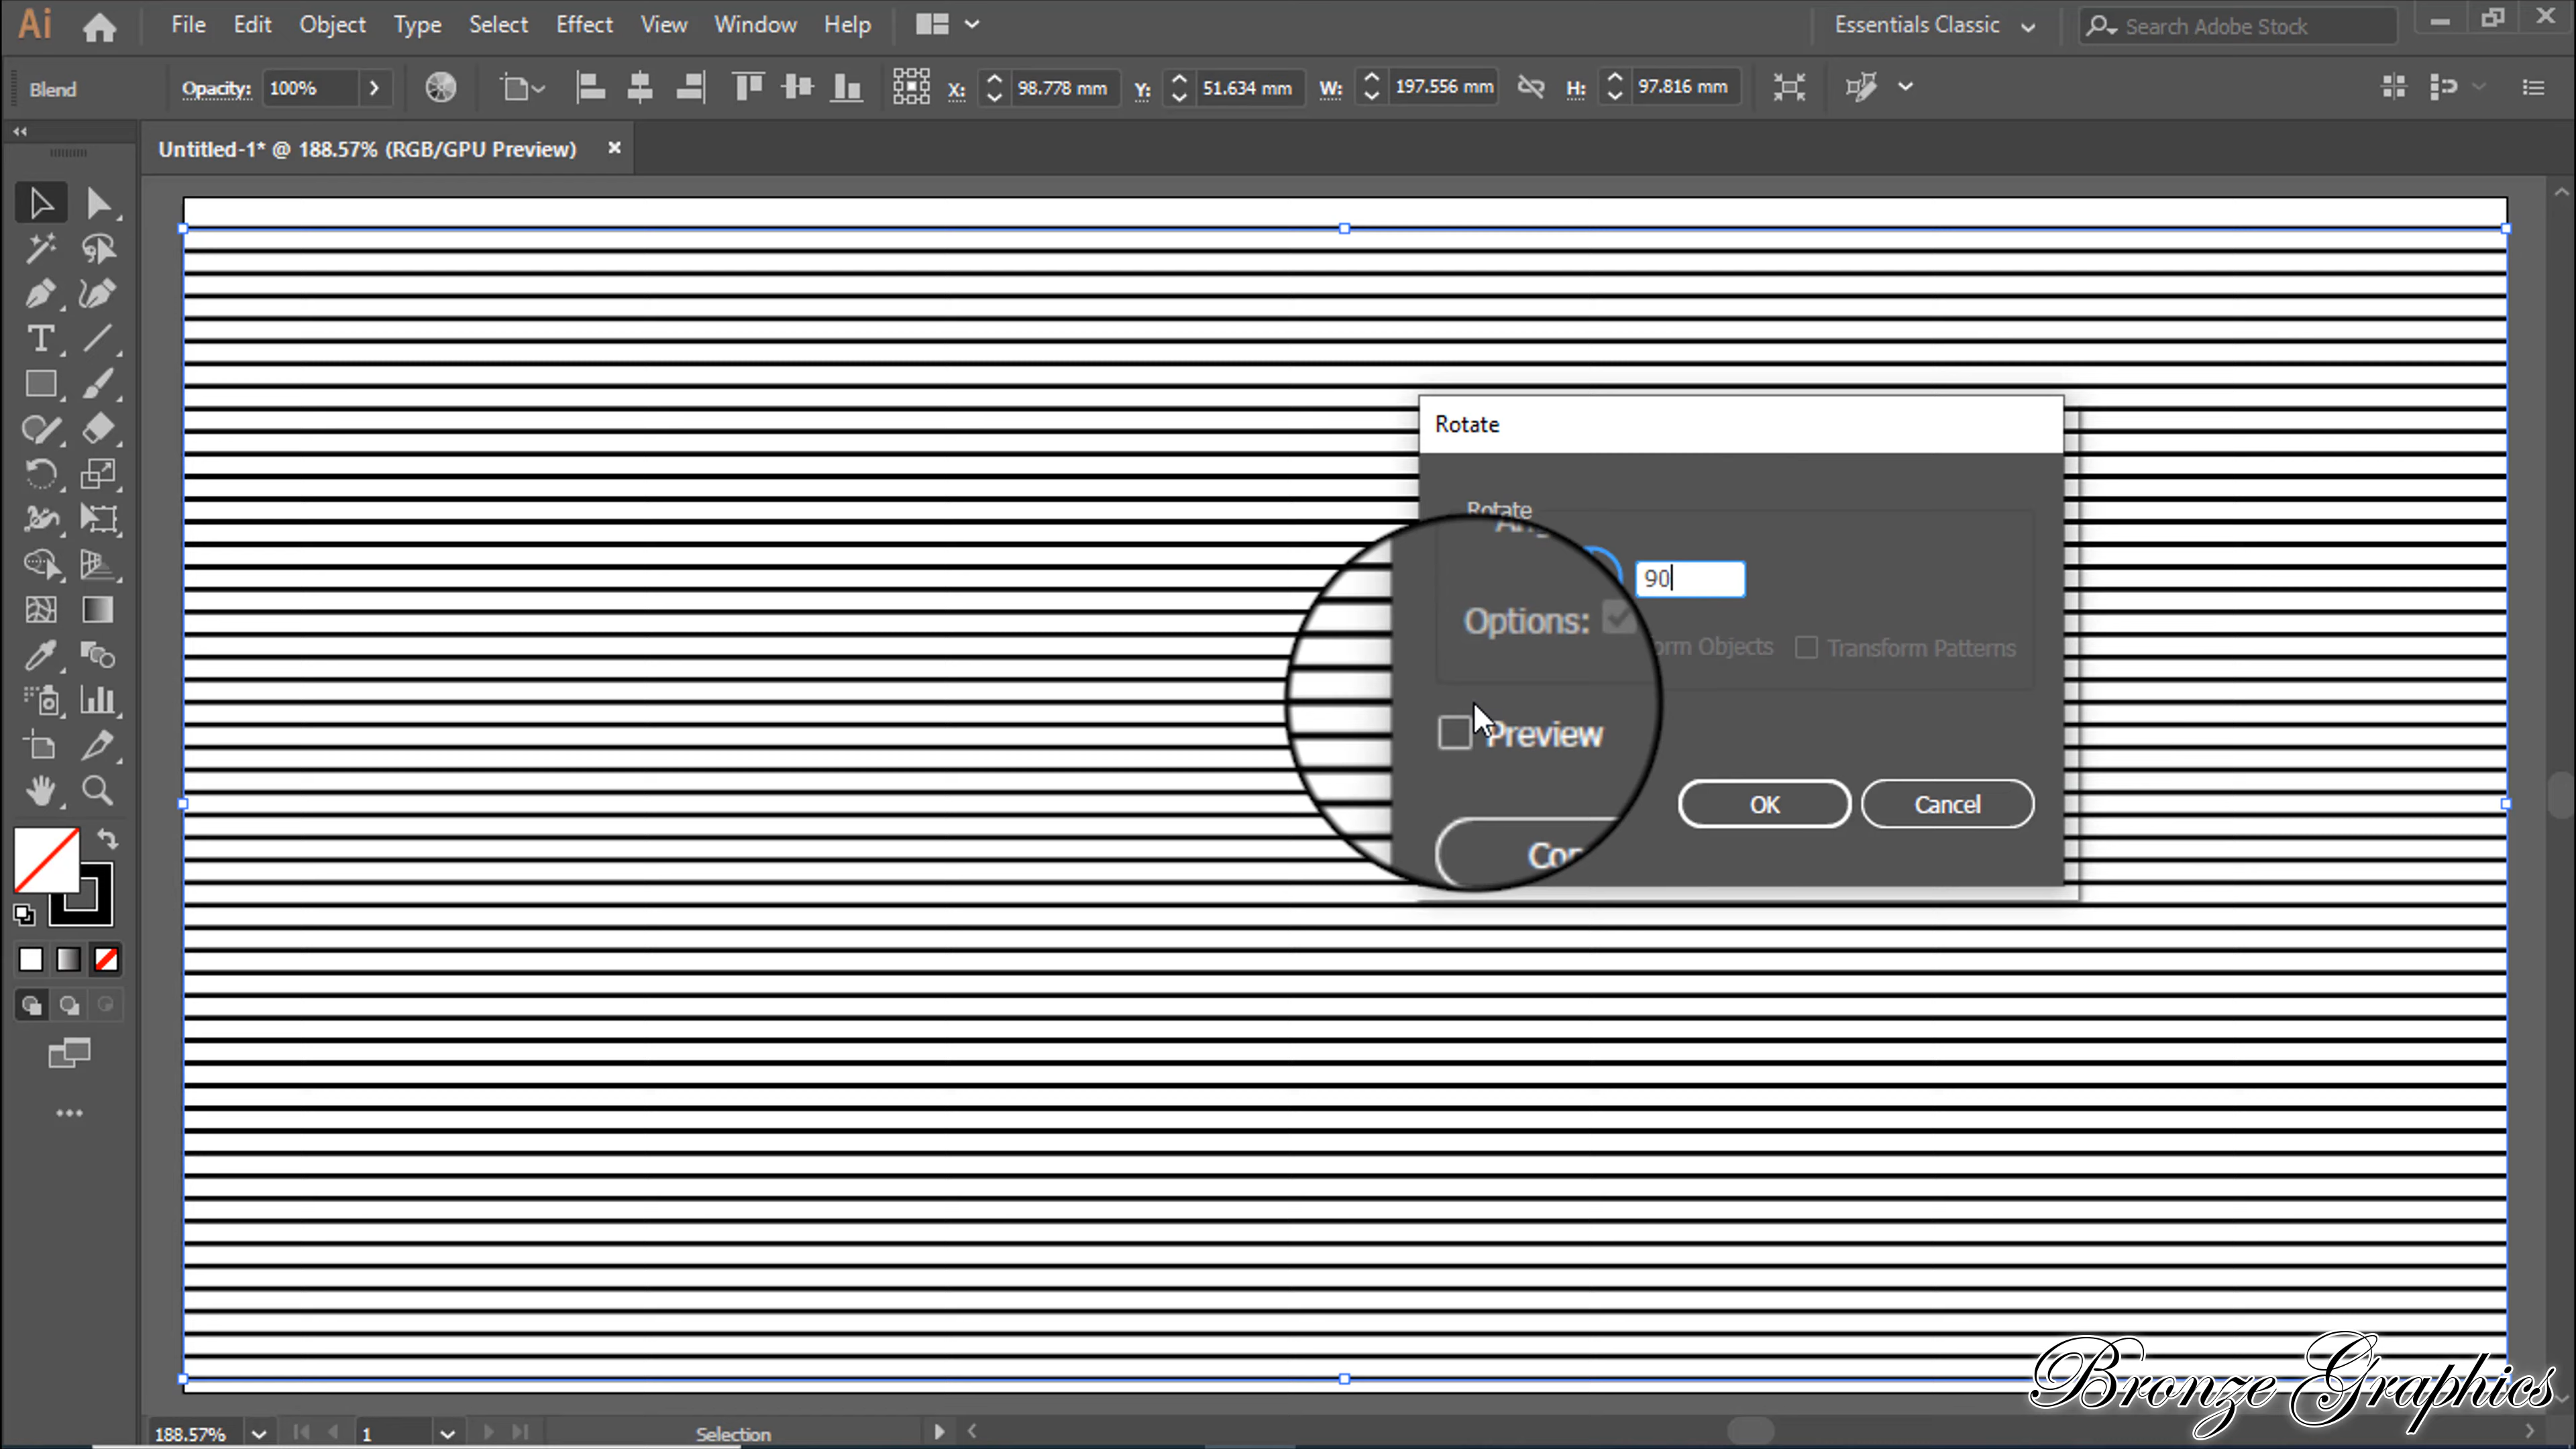 Ai File Edit Object Type Select Effect View Window Help Essentials Classic Search Adobe Stock
Blend Opacity: 100% X: 98.778 mm Y: 51.634 mm W: 197.556 mm H: 97.816 mm
Untitled-1* @ 188.57% (RGB/GPU Preview)
Rotate
Rotate
90
Options:
Objects Transform Patterns
Preview
OK Cancel
Bronze Graphics
188.57% 1 Selection